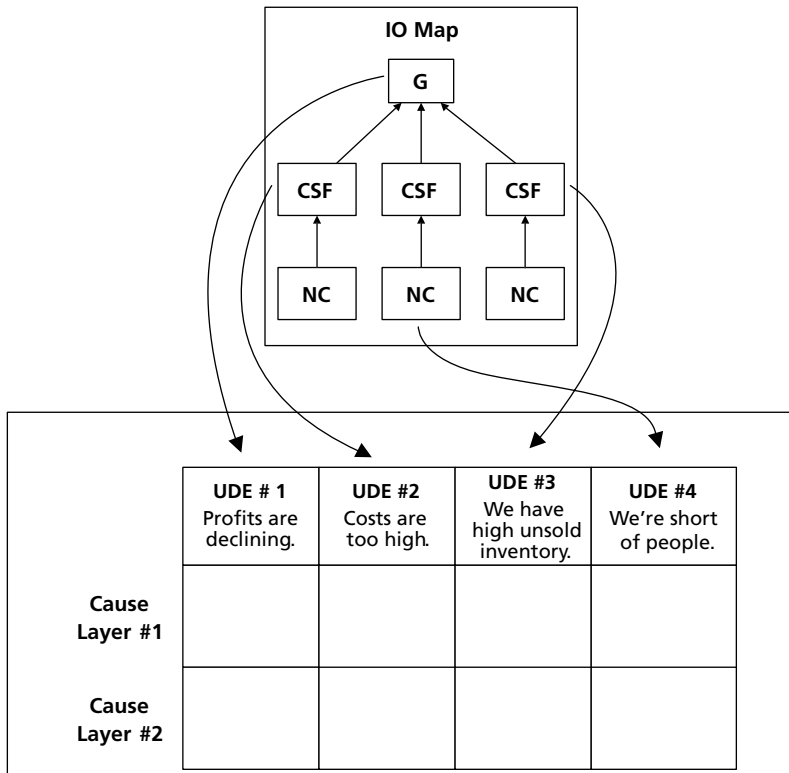 IO Map
G
CSF CSF CSF
NC NC NC
UDE # 1
Profits are
declining.
UDE #2
Costs are
too high.
UDE #3
We have
high unsold
inventory.
UDE #4
We're short
of people.
Cause
Layer #1
Cause
Layer #2